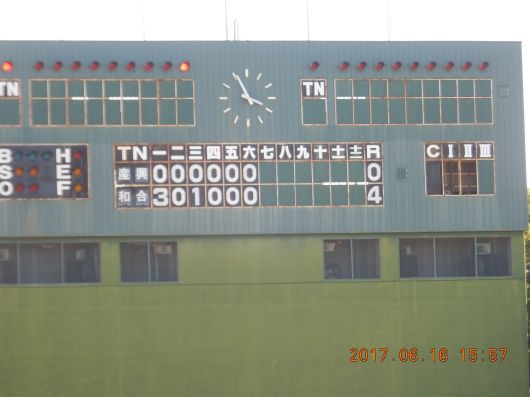 TN TN
B H TN 一 二 三 四 五 六 七 八 九 十 士 士 R C Ⅰ Ⅱ Ⅲ
S E 産興 0 0 0 0 0 0 0
O F 和合 3 0 1 0 0 0 4
2017.06.16 15:57